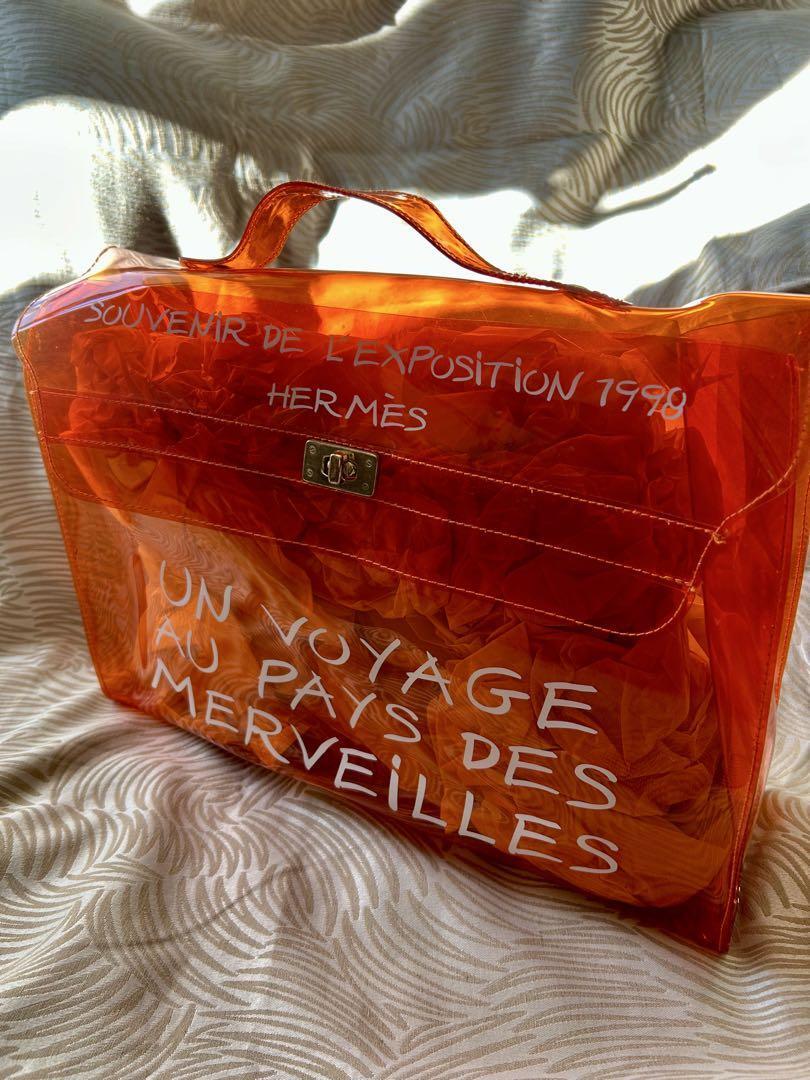 SOUVENiR DE L'EXPOSiTiON 1998
HERMÈS
UN VOYAGE
AU PAYS DES
MERVEiLLES